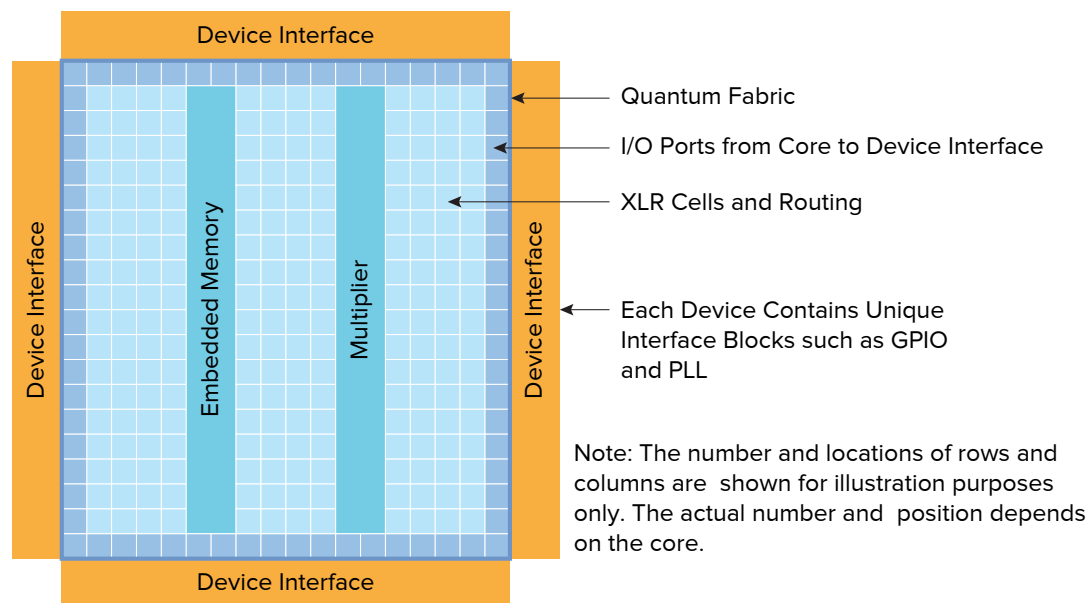 Device Interface
Quantum Fabric
I/O Ports from Core to Device Interface
XLR Cells and Routing
Device Interface
Embedded Memory
Multiplier
Device Interface
Each Device Contains Unique
Interface Blocks such as GPIO
and PLL
Note: The number and locations of rows and
columns are shown for illustration purposes
only. The actual number and position depends
on the core.
Device Interface